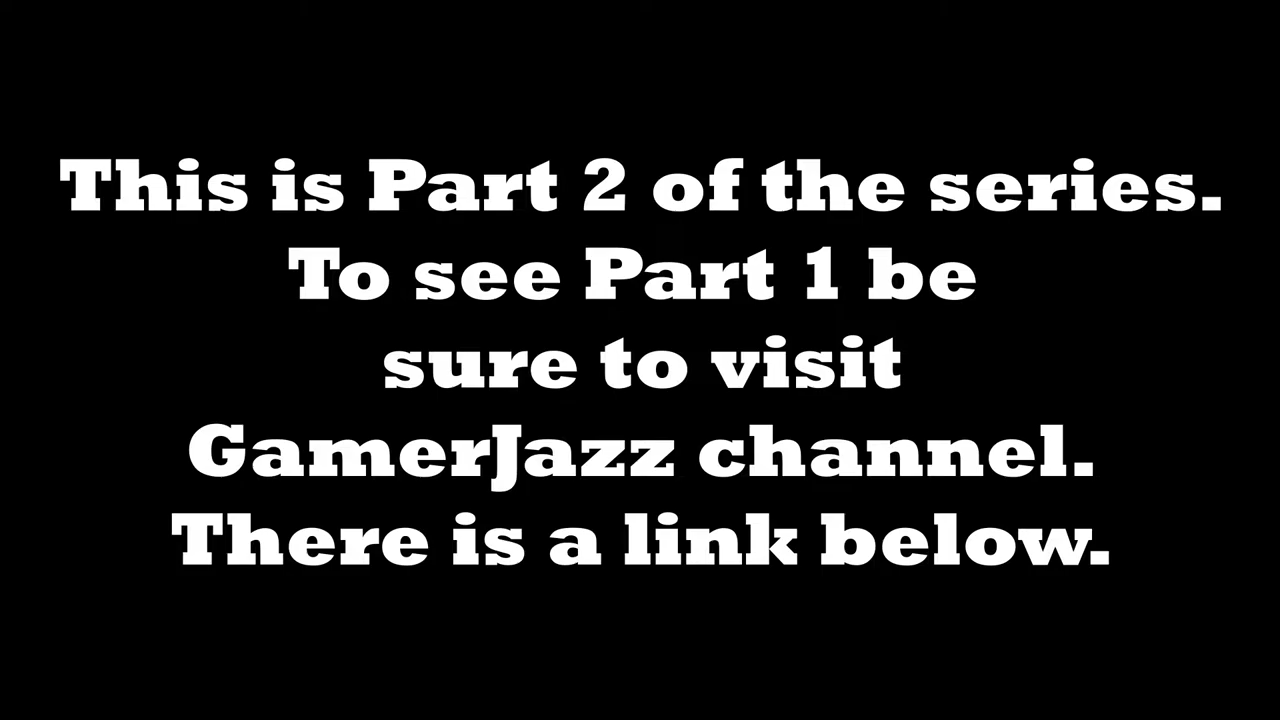 This is Part 2 of the series.
To see Part 1 be
sure to visit
GamerJazz channel.
There is a link below.